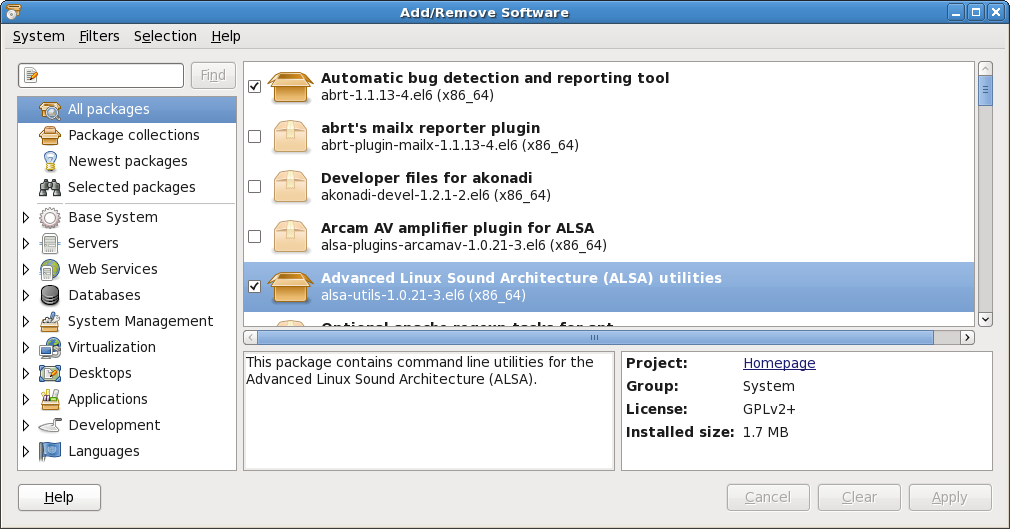 Add/Remove Software
System Filters Selection Help
Find
All packages
Package collections
Newest packages
Selected packages
Base System
Servers
Web Services
Databases
System Management
Virtualization
Desktops
Applications
Development
Languages
Automatic bug detection and reporting tool
abrt-1.1.13-4.el6 (x86_64)
abrt's mailx reporter plugin
abrt-plugin-mailx-1.1.13-4.el6 (x86_64)
Developer files for akonadi
akonadi-devel-1.2.1-2.el6 (x86_64)
Arcam AV amplifier plugin for ALSA
alsa-plugins-arcamav-1.0.21-3.el6 (x86_64)
Advanced Linux Sound Architecture (ALSA) utilities
alsa-utils-1.0.21-3.el6 (x86_64)
This package contains command line utilities for the
Advanced Linux Sound Architecture (ALSA).
Project: Homepage
Group: System
License: GPLv2+
Installed size: 1.7 MB
Help
Cancel
Clear
Apply